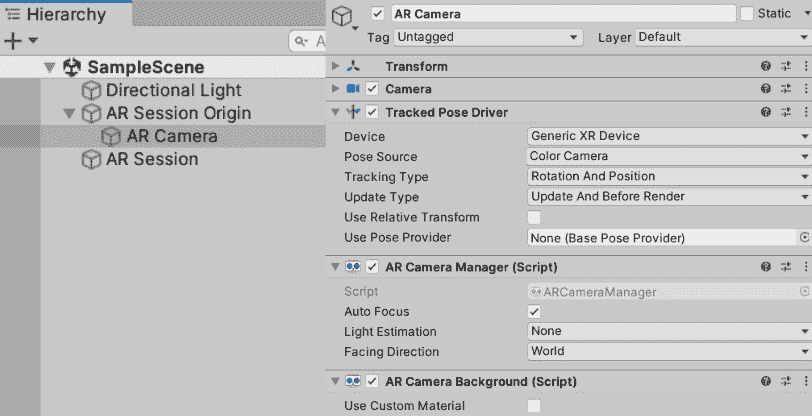 Hierarchy
A
SampleScene
Directional Light
AR Session Origin
AR Camera
AR Session
AR Camera Static
Tag Untagged Layer Default
Transform
Camera
Tracked Pose Driver
Device Generic XR Device
Pose Source Color Camera
Tracking Type Rotation And Position
Update Type Update And Before Render
Use Relative Transform
Use Pose Provider None (Base Pose Provider)
AR Camera Manager (Script)
Script ARCameraManager
Auto Focus
Light Estimation None
Facing Direction World
AR Camera Background (Script)
Use Custom Material